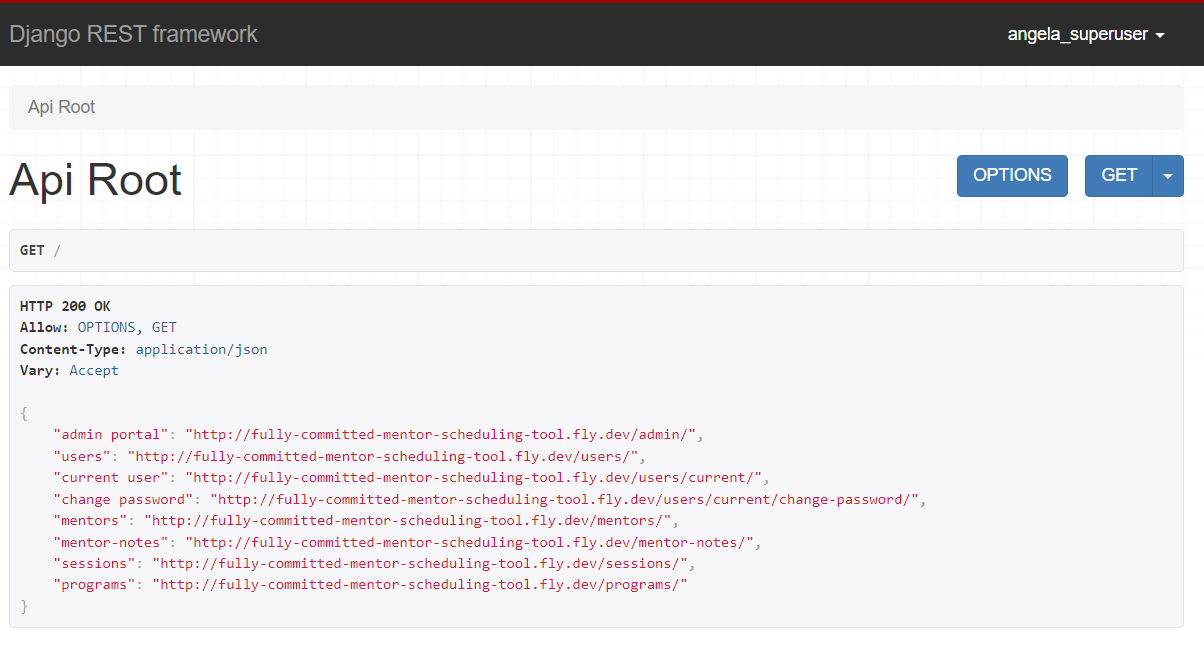 Django REST framework
angela_superuser
Api Root
Api Root
OPTIONS
GET
GET /
HTTP 200 OK
Allow: OPTIONS, GET
Content-Type: application/json
Vary: Accept
{
    "admin portal": "http://fully-committed-mentor-scheduling-tool.fly.dev/admin/",
    "users": "http://fully-committed-mentor-scheduling-tool.fly.dev/users/",
    "current user": "http://fully-committed-mentor-scheduling-tool.fly.dev/users/current/",
    "change password": "http://fully-committed-mentor-scheduling-tool.fly.dev/users/current/change-password/",
    "mentors": "http://fully-committed-mentor-scheduling-tool.fly.dev/mentors/",
    "mentor-notes": "http://fully-committed-mentor-scheduling-tool.fly.dev/mentor-notes/",
    "sessions": "http://fully-committed-mentor-scheduling-tool.fly.dev/sessions/",
    "programs": "http://fully-committed-mentor-scheduling-tool.fly.dev/programs/"
}